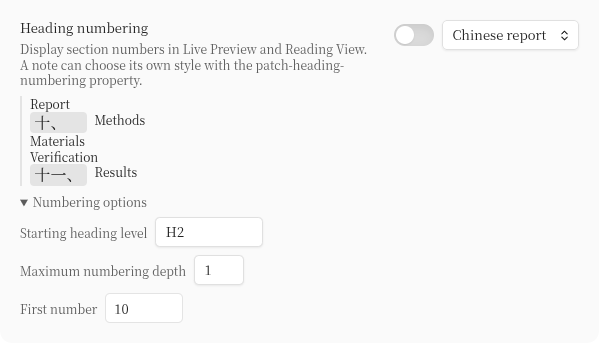 Heading numbering
Chinese report
Display section numbers in Live Preview and Reading View.
A note can choose its own style with the patch-heading-
numbering property.
Report
十、 Methods
Materials
Verification
十一、 Results
▼ Numbering options
Starting heading level H2
Maximum numbering depth 1
First number 10